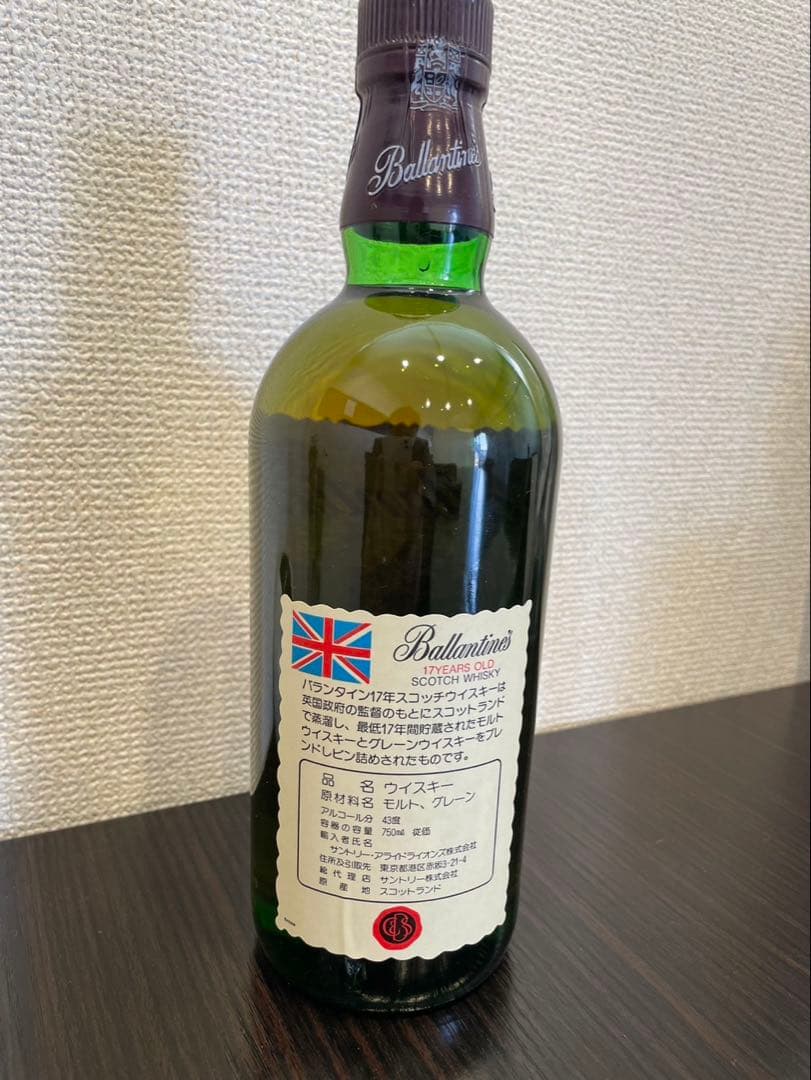 Ballantine's
Ballantine's
17YEARS OLD
SCOTCH WHISKY
バランタイン17年スコッチウイスキーは
英国政府の監督のもとにスコットランド
で蒸溜し、最低17年間貯蔵されたモルト
ウイスキーとグレーンウイスキーをブレ
ンドしビン詰めされたものです。
品名 ウイスキー
原材料名 モルト、グレーン
アルコール分 43度
容器の容量 750㎖ 従価
輸入者氏名
サントリー・アライドライオンズ株式会社
住所及引取先 東京都港区赤坂3-21-4
総代理店 サントリー株式会社
原産地 スコットランド